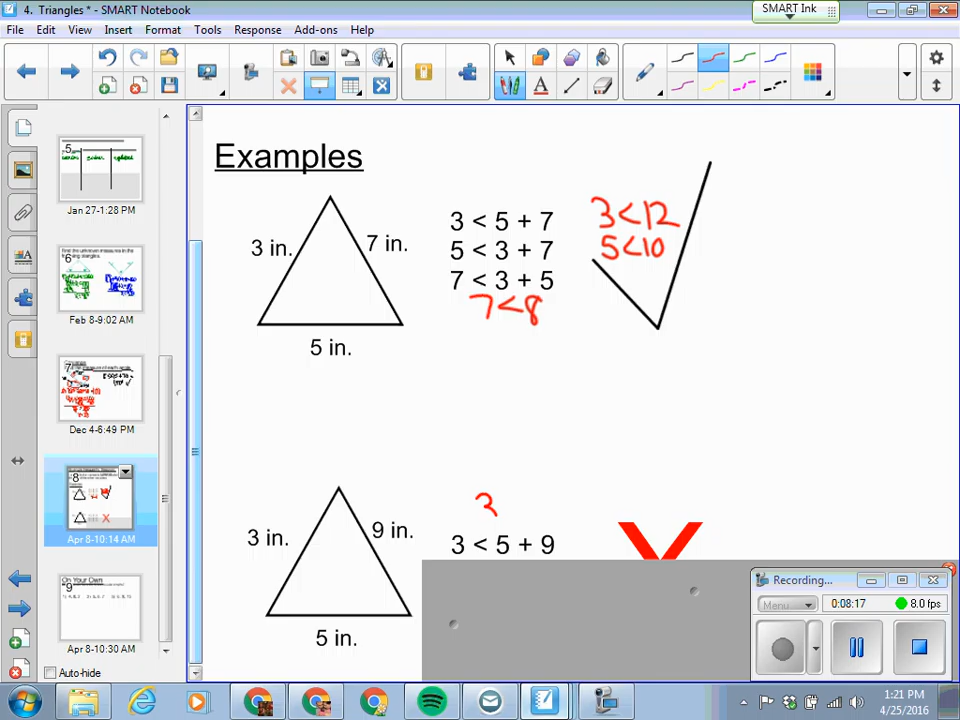 4. Triangles * - SMART Notebook
SMART Ink
File Edit View Insert Format Tools Response Add-ons Help
Jan 27-1:28 PM
6
Feb 8-9:02 AM
7
Dec 4-6:49 PM
8
Apr 8-10:14 AM
On Your Own
9
Apr 8-10:30 AM
Auto-hide
Examples
3 in.
7 in.
5 in.
3 < 5 + 7
5 < 3 + 7
7 < 3 + 5
7<8
3<12
5<10
3 in.
9 in.
5 in.
3
3 < 5 + 9
Recording...
Menu
0:08:17
8.0 fps
1:21 PM
4/25/2016